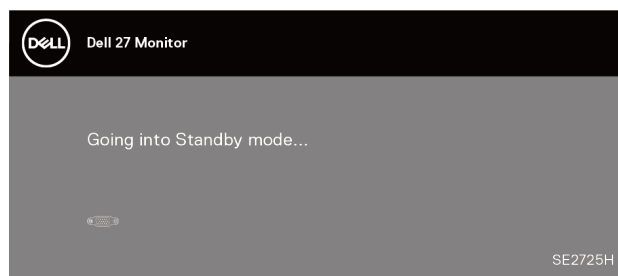 DELL
Dell 27 Monitor
Going into Standby mode...
SE2725H